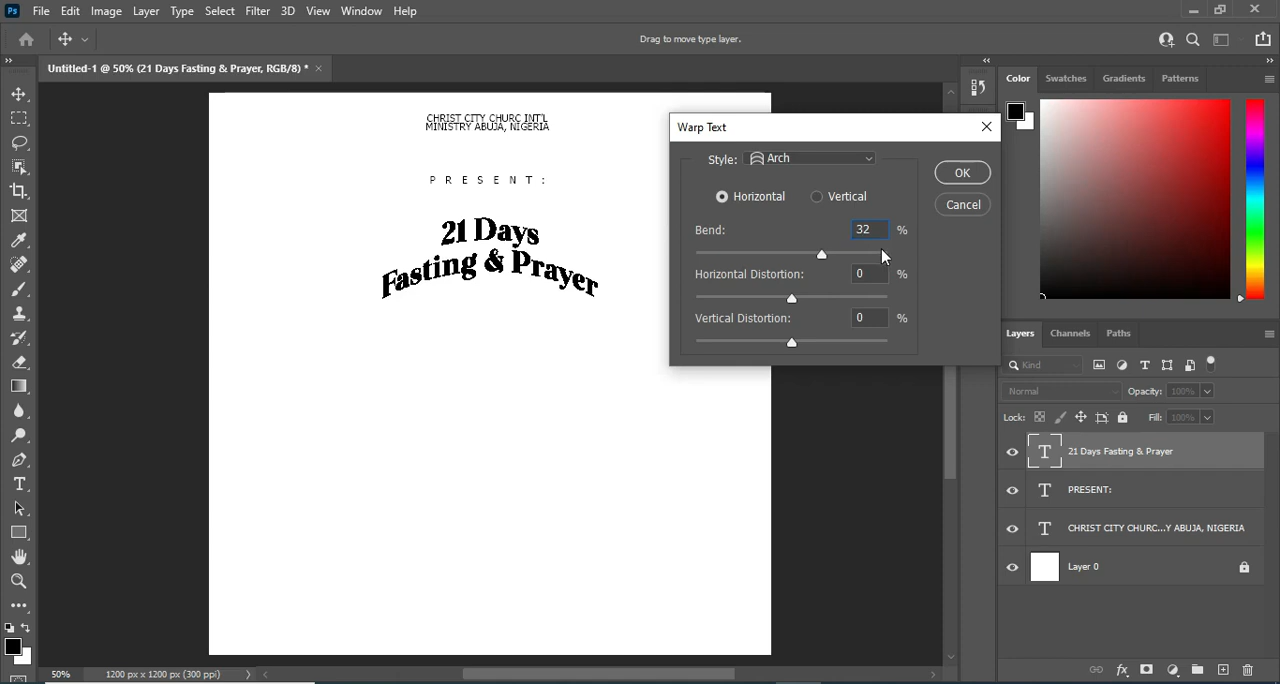 Ps File Edit Image Layer Type Select Filter 3D View Window Help
Drag to move type layer.
Untitled-1 @ 50% (21 Days Fasting & Prayer, RGB/8) * ×
CHRIST CITY CHURC INT'L
MINISTRY ABUJA, NIGERIA
P R E S E N T :
21 Days
Fasting & Prayer
Warp Text
Style: Arch
Horizontal Vertical
Bend: 32 %
Horizontal Distortion: 0 %
Vertical Distortion: 0 %
OK
Cancel
Color Swatches Gradients Patterns
Layers Channels Paths
Kind
Normal Opacity: 100%
Lock: Fill: 100%
T 21 Days Fasting & Prayer
T PRESENT:
T CHRIST CITY CHURC...Y ABUJA, NIGERIA
Layer 0
50% 1200 px x 1200 px (300 ppi)
fx